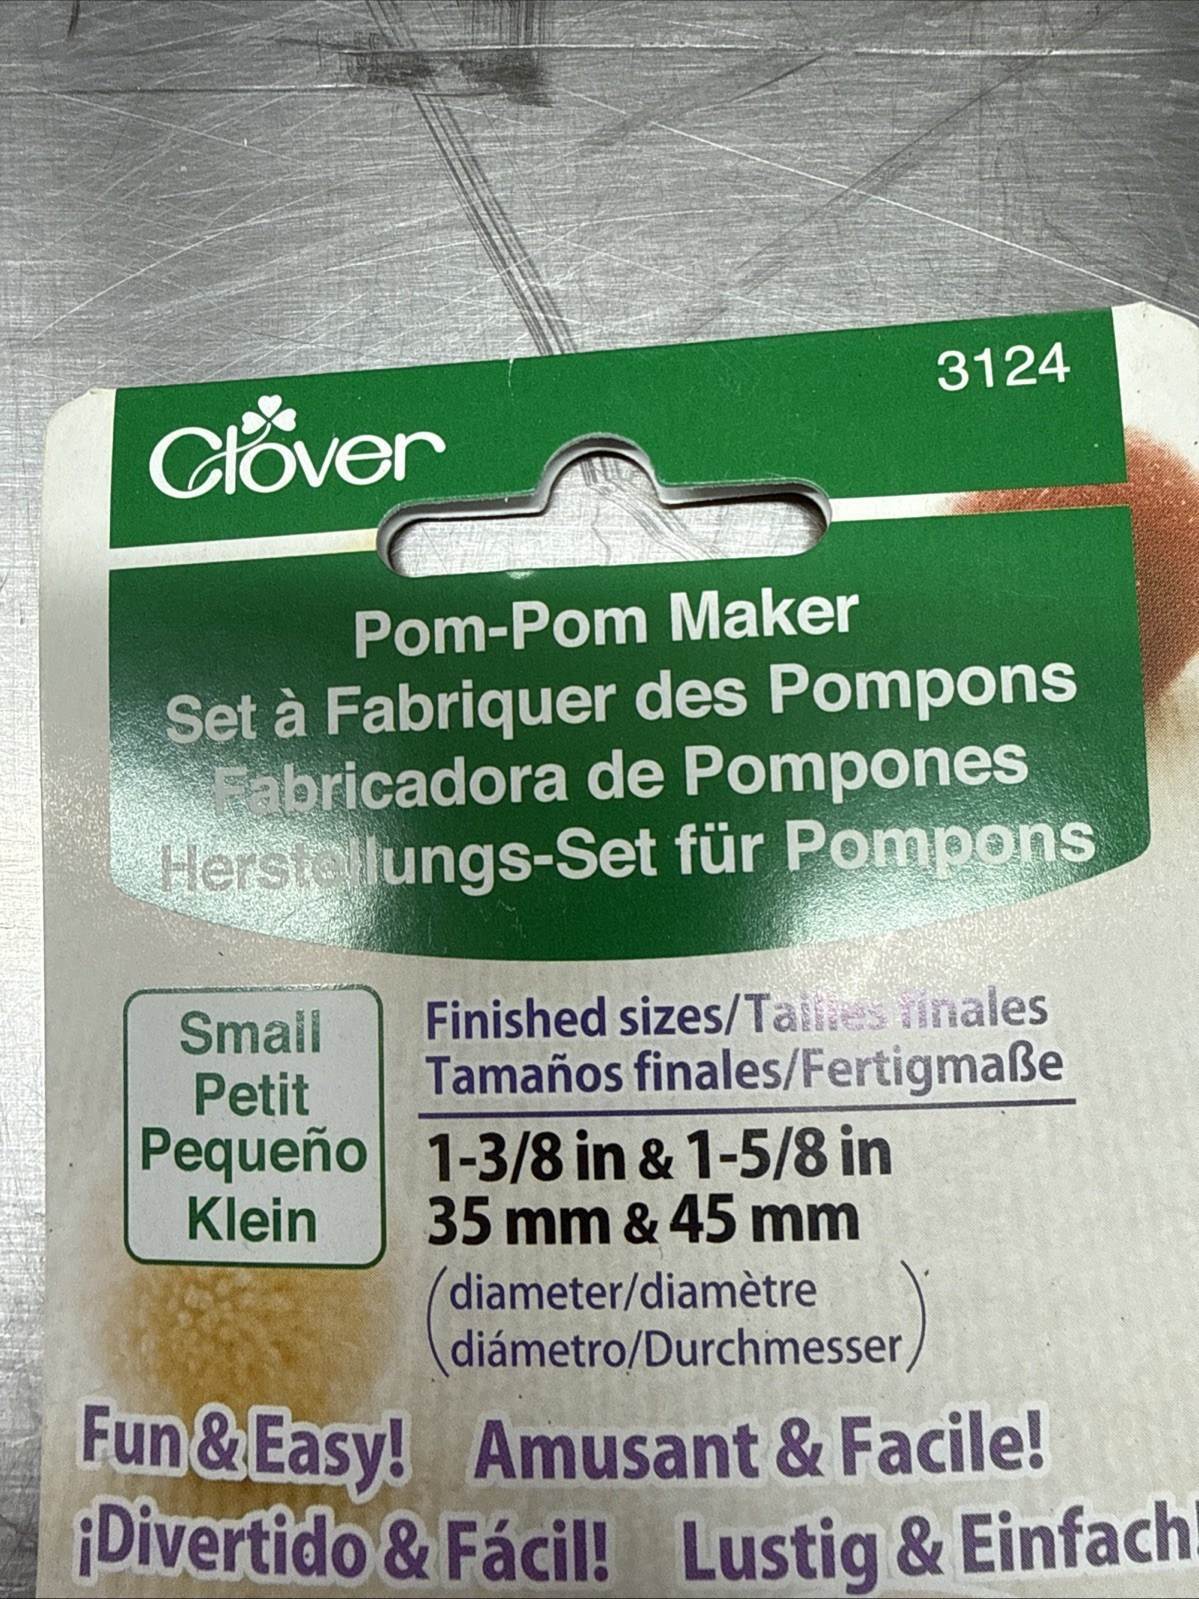 Clover
3124
Pom-Pom Maker
Set à Fabriquer des Pompons
Fabricadora de Pompones
Herstellungs-Set für Pompons
Small
Petit
Pequeño
Klein
Finished sizes/Tailles finales
Tamaños finales/Fertigmaße
1-3/8 in & 1-5/8 in
35 mm & 45 mm
(diameter/diamètre
diámetro/Durchmesser)
Fun & Easy! Amusant & Facile!
¡Divertido & Fácil! Lustig & Einfach!